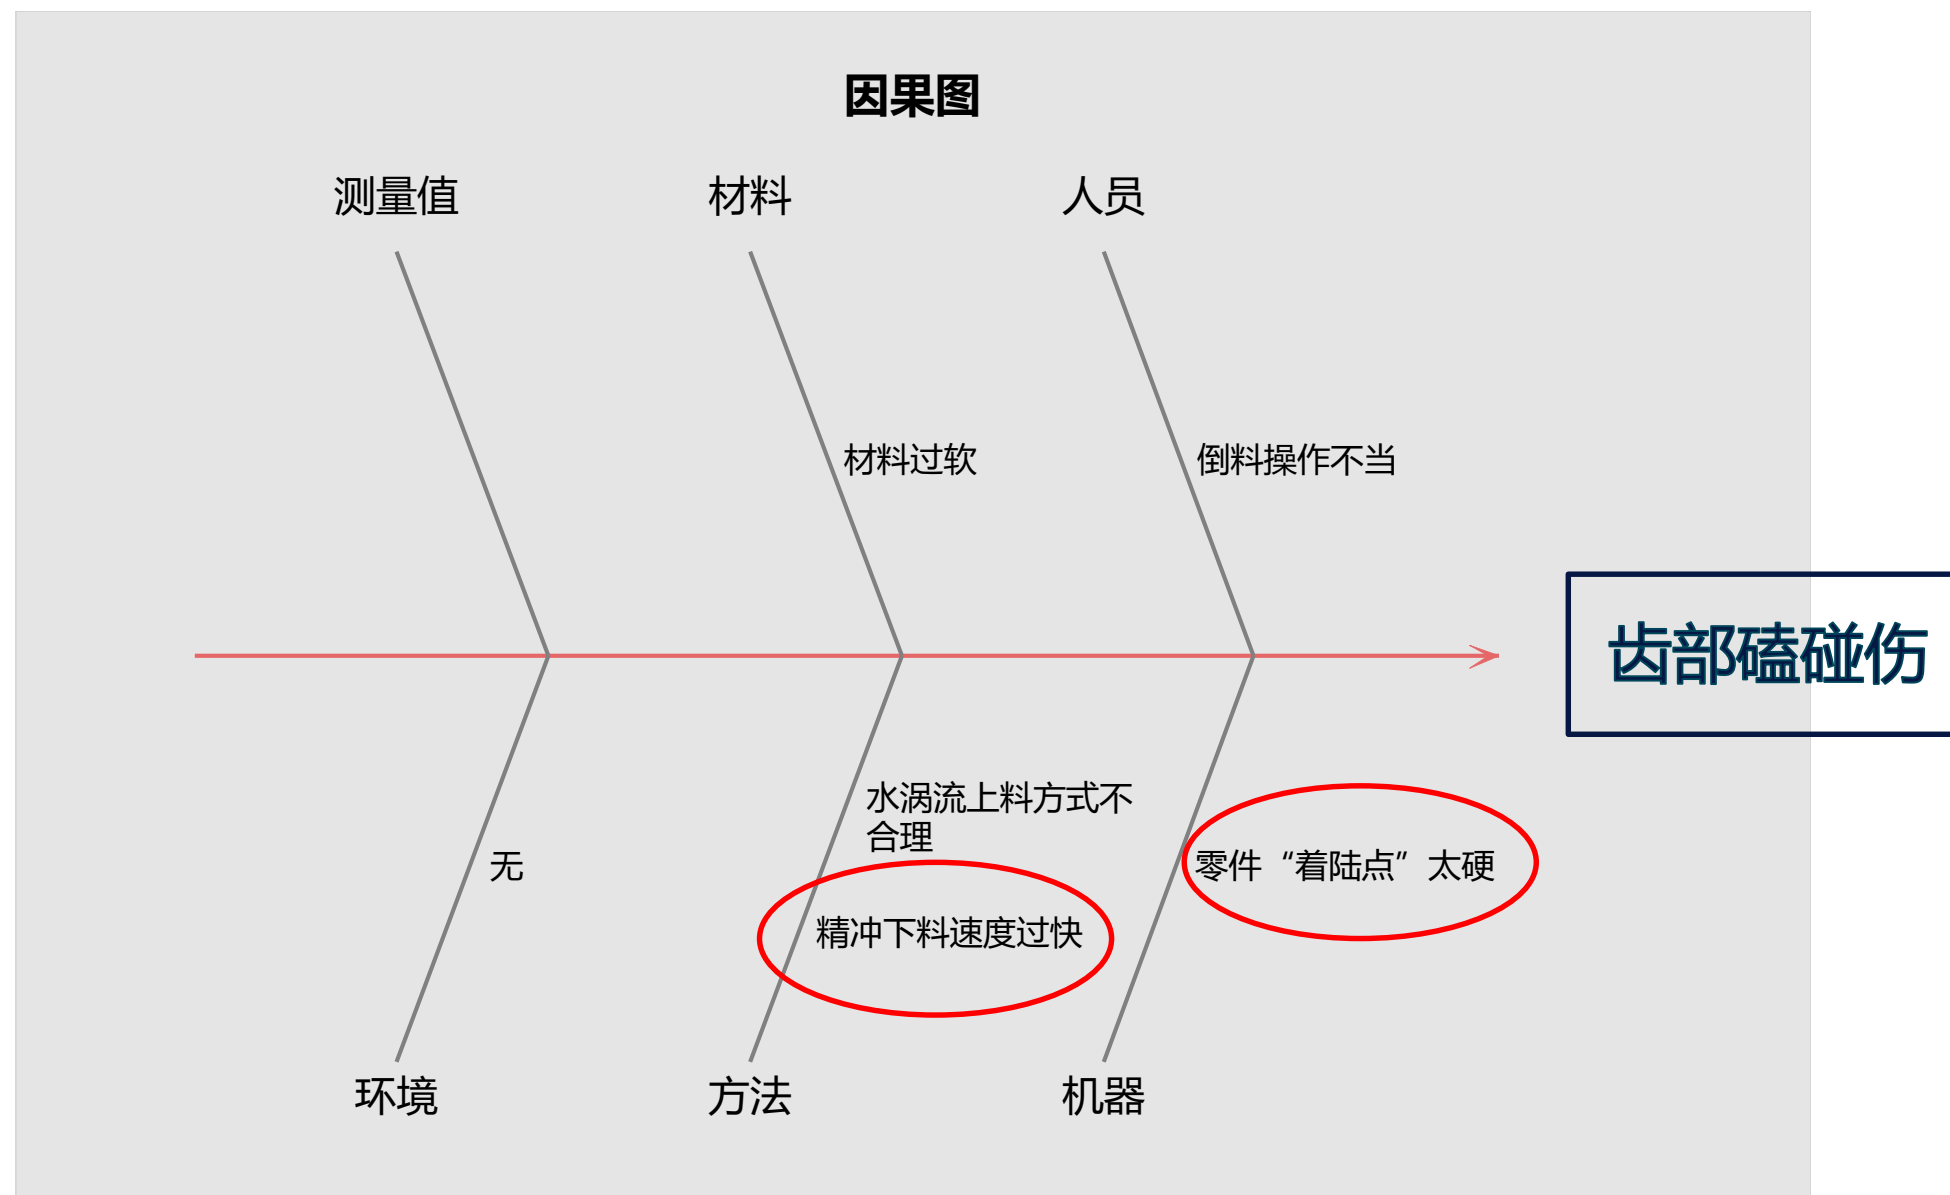 因果图
测量值
材料
人员
材料过软
倒料操作不当
齿部磕碰伤
水涡流上料方式不
合理
无
零件“着陆点”太硬
精冲下料速度过快
环境
方法
机器